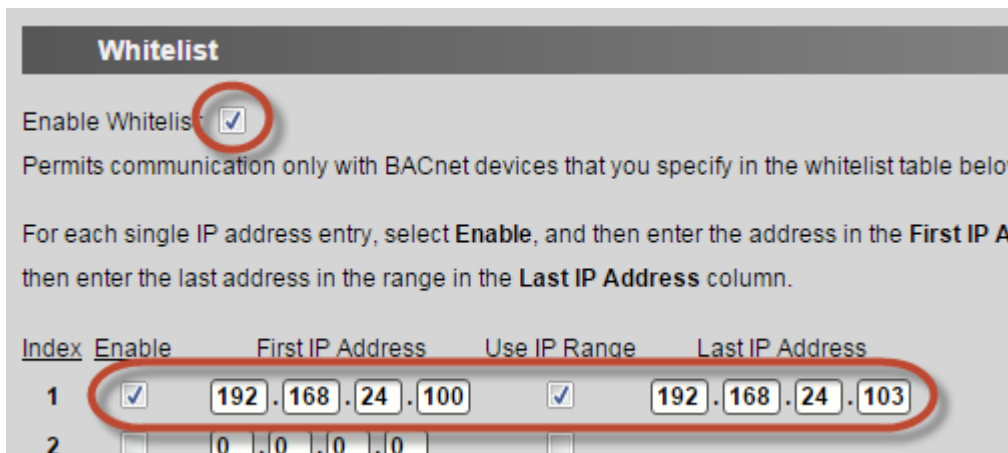 Whitelist
Enable Whitelist
Permits communication only with BACnet devices that you specify in the whitelist table
For each single IP address entry, select Enable, and then enter the address in the First IP
then enter the last address in the range in the Last IP Address column.
Index Enable First IP Address Use IP Range Last IP Address
1 192 . 168 . 24 . 100 192 . 168 . 24 . 103
2 0 . 0 . 0 . 0